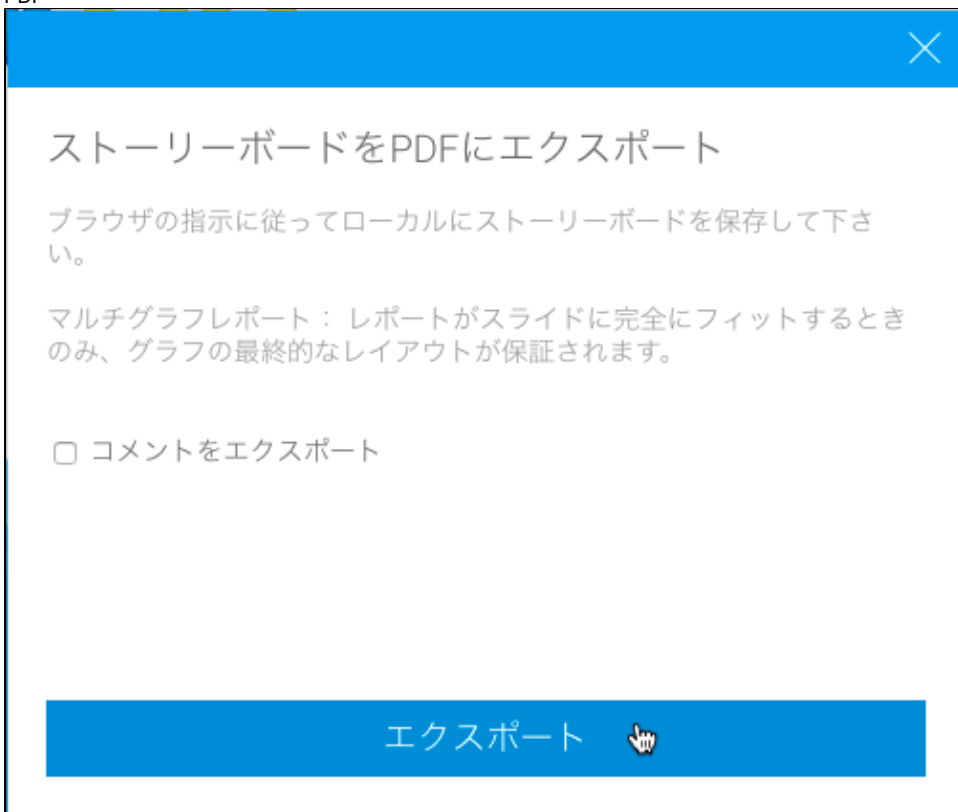 PDF
ストーリーボードをPDFにエクスポート
ブラウザの指示に従ってローカルにストーリーボードを保存して下さ
い。
マルチグラフレポート： レポートがスライドに完全にフィットするとき
のみ、グラフの最終的なレイアウトが保証されます。
コメントをエクスポート
エクスポート